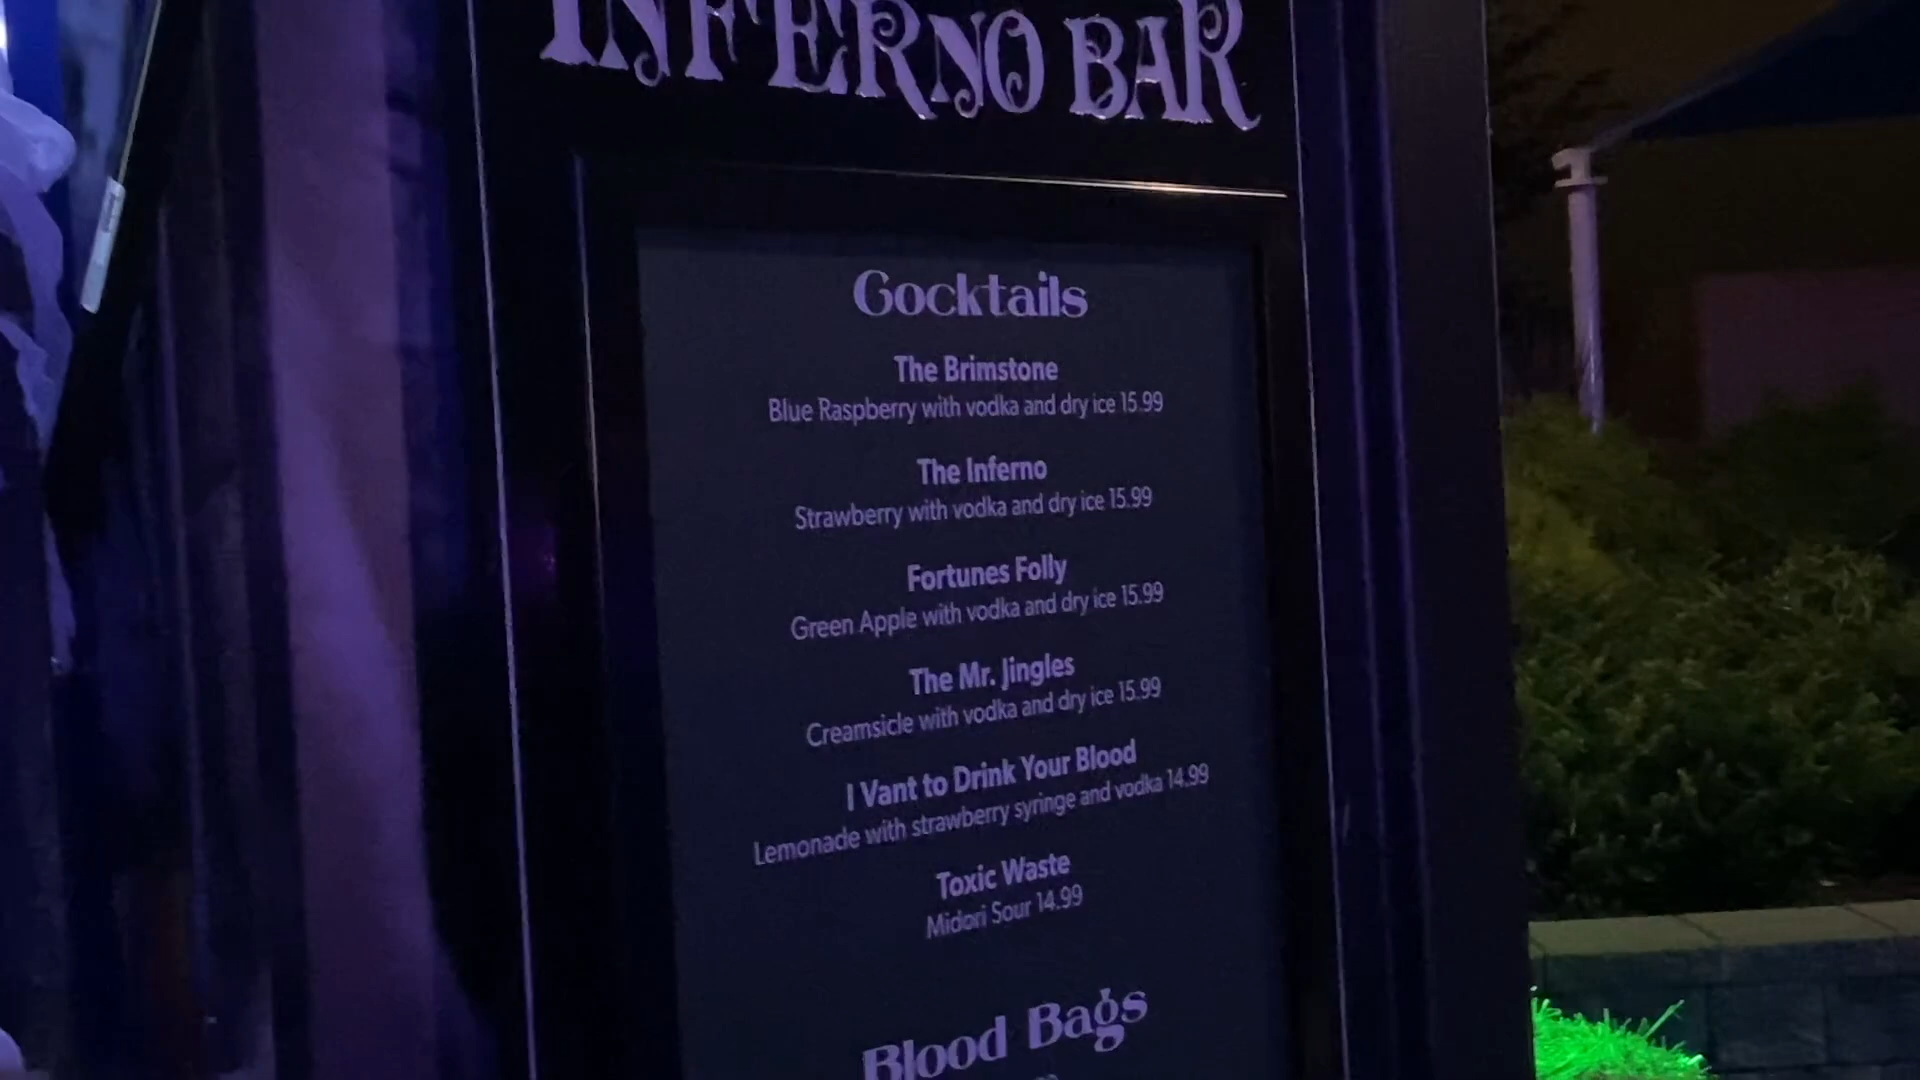 INFERNO BAR
Cocktails
The Brimstone
Blue Raspberry with vodka and dry ice 15.99
The Inferno
Strawberry with vodka and dry ice 15.99
Fortunes Folly
Green Apple with vodka and dry ice 15.99
The Mr. Jingles
Creamsicle with vodka and dry ice 15.99
I Vant to Drink Your Blood
Lemonade with strawberry syringe and vodka 14.99
Toxic Waste
Midori Sour 14.99
Blood Bags